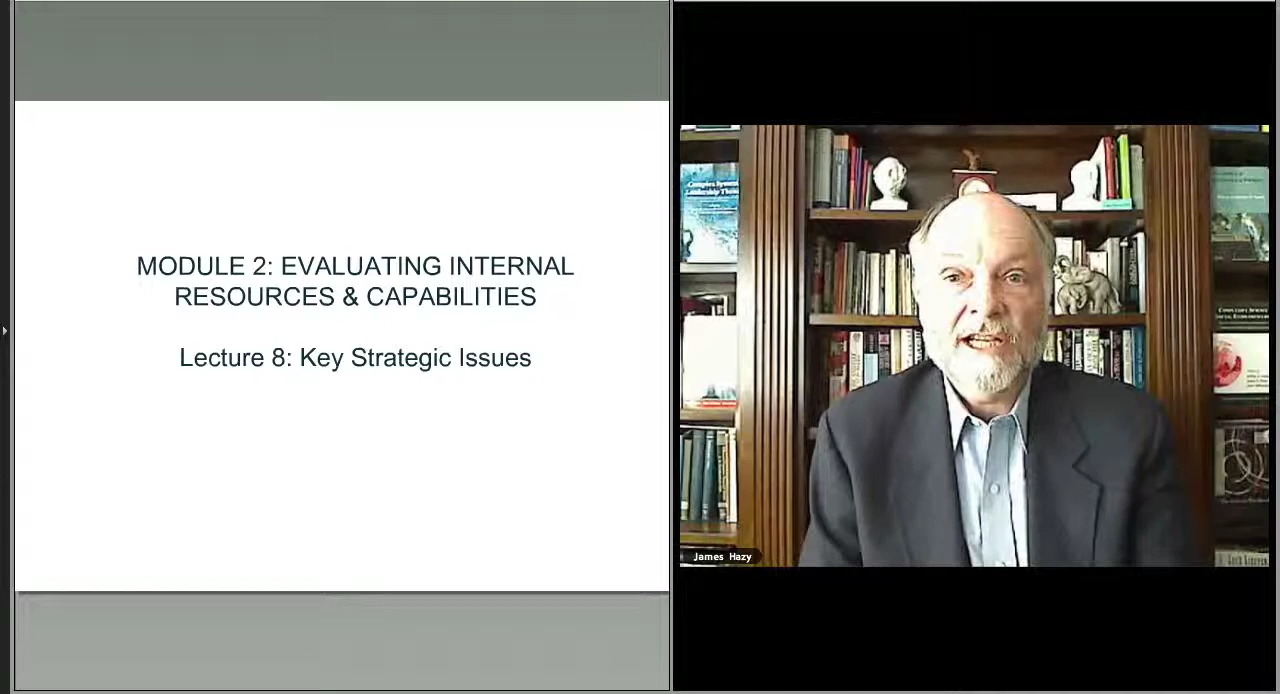 MODULE 2: EVALUATING INTERNAL
RESOURCES & CAPABILITIES
Lecture 8: Key Strategic Issues
James Hazy